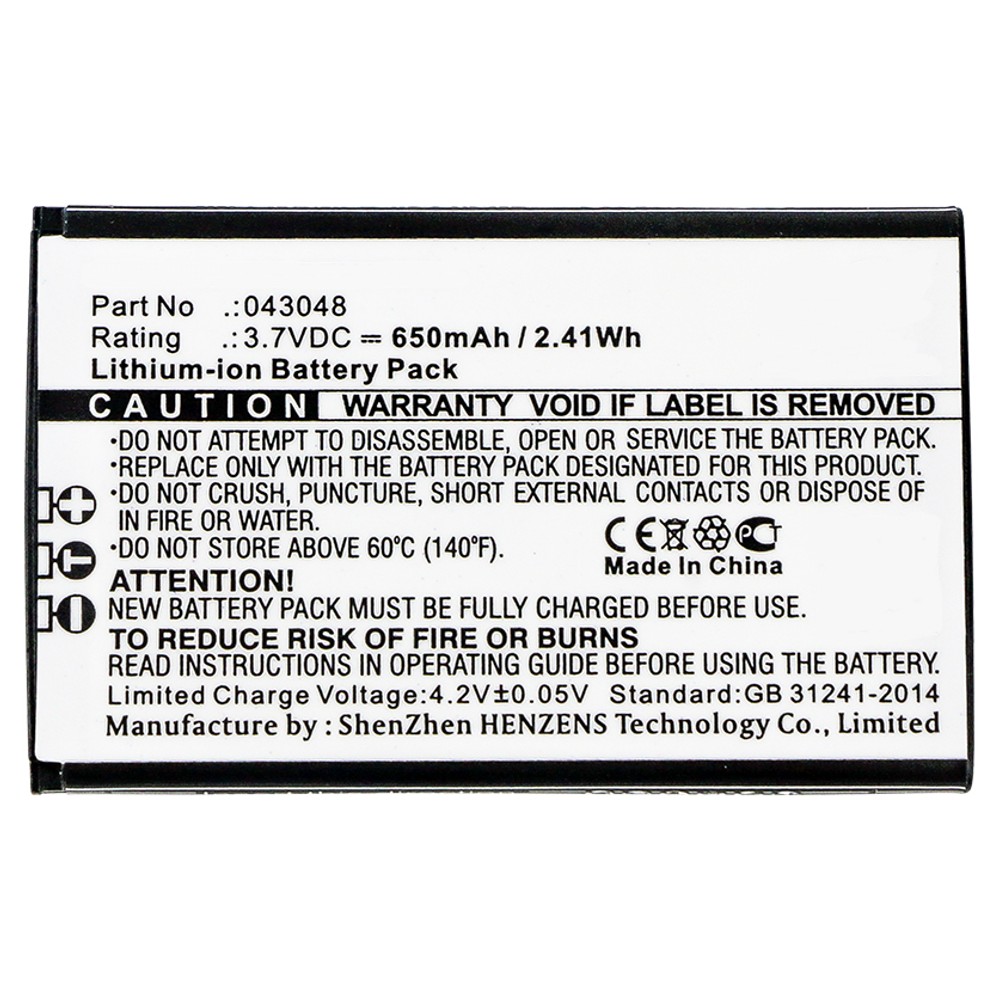 Part No .:043048
Rating .:3.7VDC ⎓ 650mAh / 2.41Wh
Lithium-ion Battery Pack
CAUTION WARRANTY VOID IF LABEL IS REMOVED
•DO NOT ATTEMPT TO DISASSEMBLE, OPEN OR SERVICE THE BATTERY PACK.
•REPLACE ONLY WITH THE BATTERY PACK DESIGNATED FOR THIS PRODUCT.
•DO NOT CRUSH, PUNCTURE, SHORT EXTERNAL CONTACTS OR DISPOSE OF
IN FIRE OR WATER.
•DO NOT STORE ABOVE 60°C (140°F).
CE PCT
Made In China
+
T
-
ATTENTION!
NEW BATTERY PACK MUST BE FULLY CHARGED BEFORE USE.
TO REDUCE RISK OF FIRE OR BURNS
READ INSTRUCTIONS IN OPERATING GUIDE BEFORE USING THE BATTERY.
Limited Charge Voltage:4.2V±0.05V Standard:GB 31241-2014
Manufacture by : ShenZhen HENZENS Technology Co., Limited